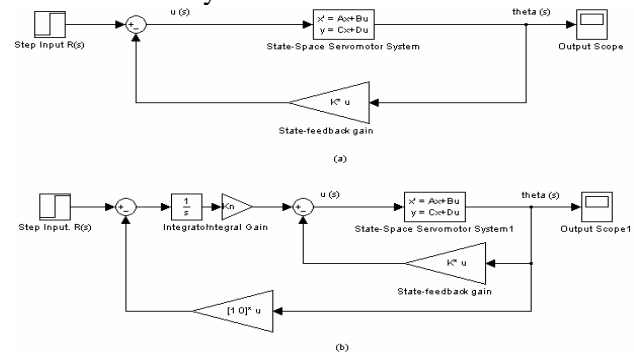 u (s)
theta (s)
+
-
x' = Ax+Bu
y = Cx+Du
Step Input R(s)
State-Space Servomotor System
Output Scope
K* u
State-feedback gain
(a)
u (s)
theta (s)
+
-
1
s
Kn
+
-
x' = Ax+Bu
y = Cx+Du
Step Input. R(s)
IntegratoIntegral Gain
State-Space Servomotor System1
Output Scope1
K* u
State-feedback gain
[1 0]* u
(b)